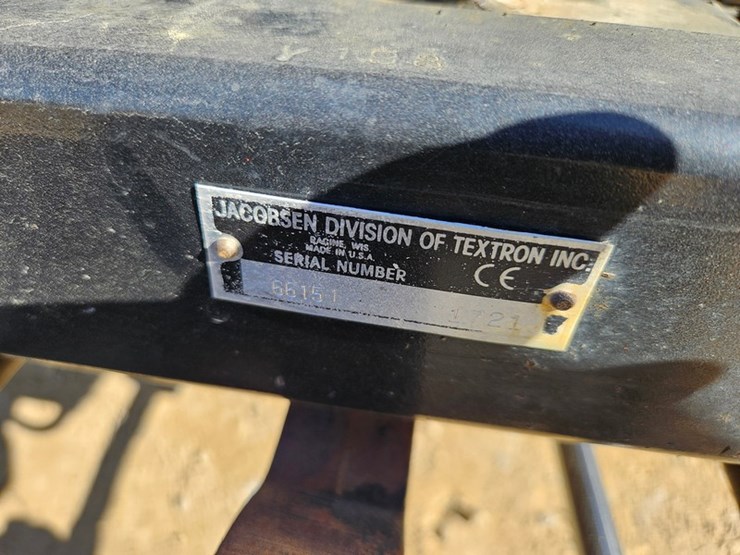 JACOBSEN DIVISION OF TEXTRON INC.
RACINE, WIS.
MADE IN U.S.A.
SERIAL NUMBER CE
66151 1721